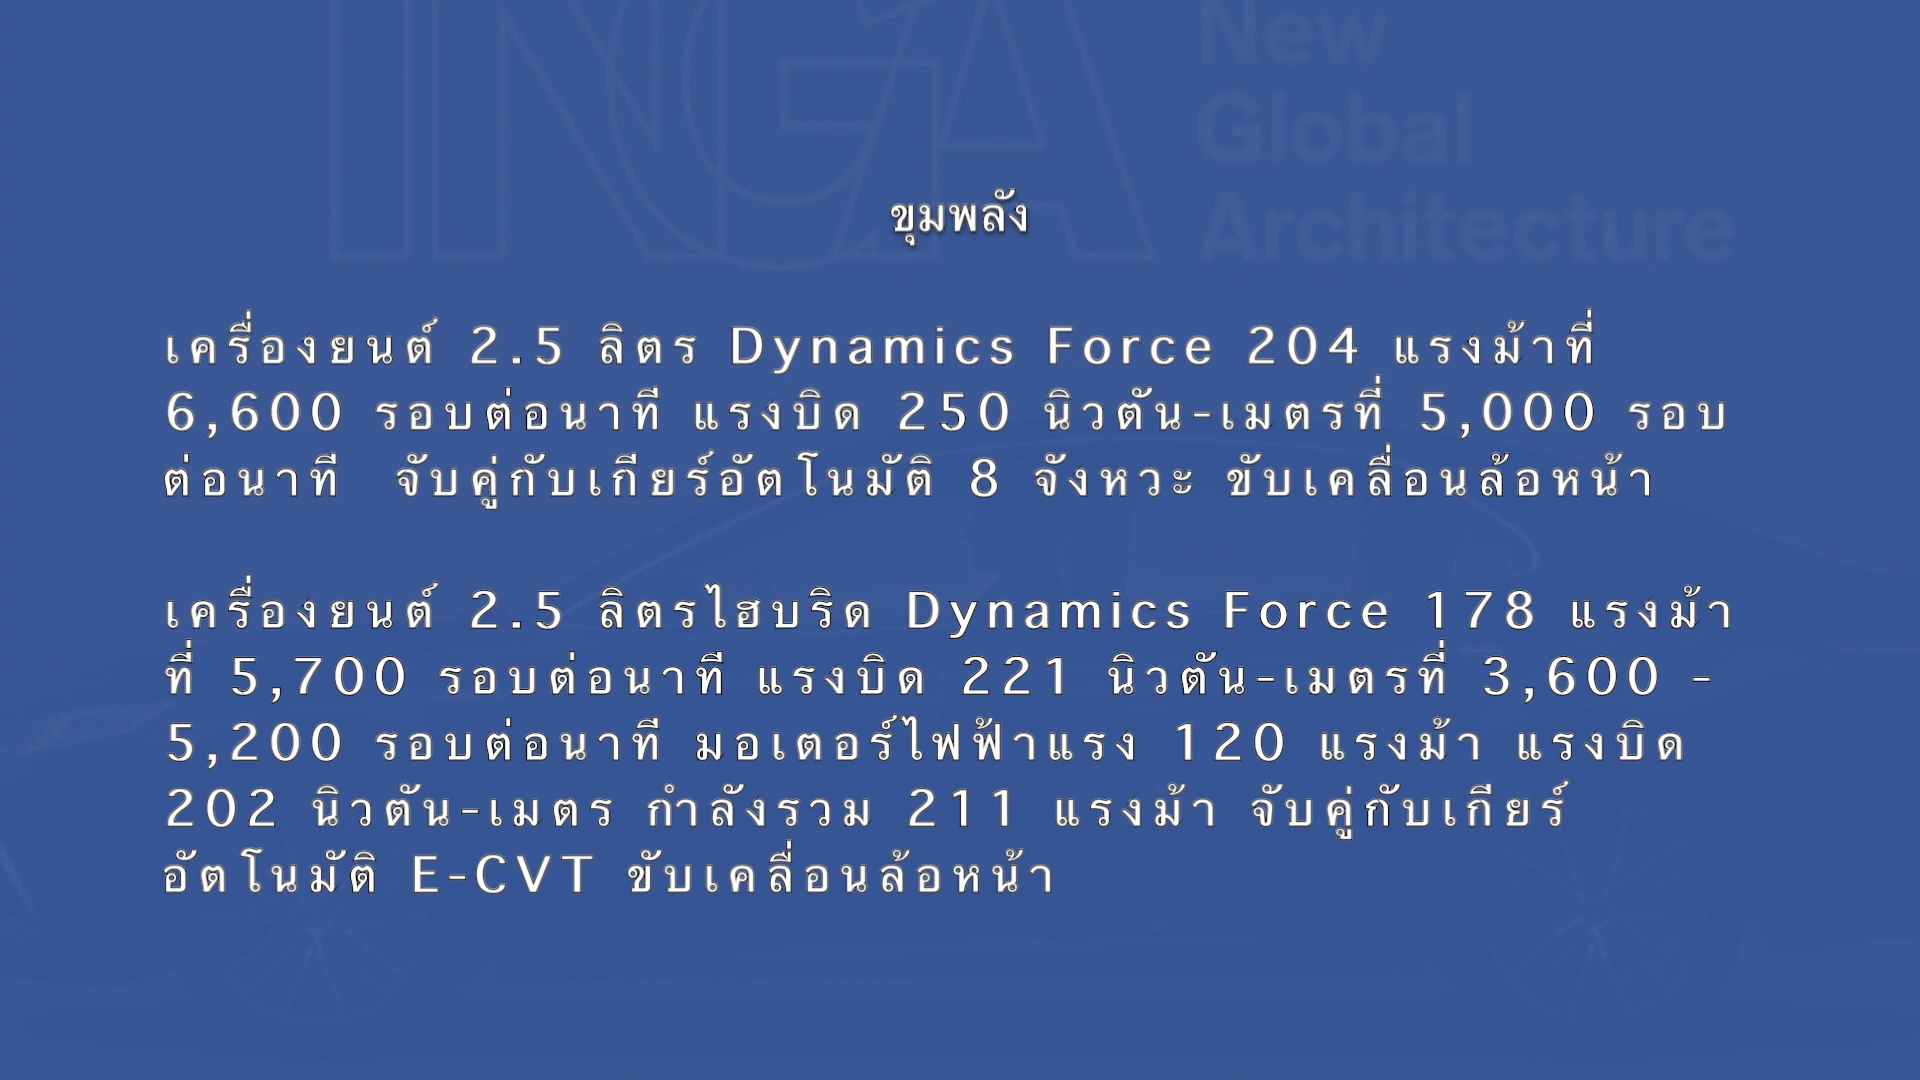 TNGA
New
Global
Architecture
ขุมพลัง
เครื่องยนต์ 2.5 ลิตร Dynamics Force 204 แรงม้าที่
6,600 รอบต่อนาที แรงบิด 250 นิวตัน-เมตรที่ 5,000 รอบ
ต่อนาที จับคู่กับเกียร์อัตโนมัติ 8 จังหวะ ขับเคลื่อนล้อหน้า
เครื่องยนต์ 2.5 ลิตรไฮบริด Dynamics Force 178 แรงม้า
ที่ 5,700 รอบต่อนาที แรงบิด 221 นิวตัน-เมตรที่ 3,600 -
5,200 รอบต่อนาที มอเตอร์ไฟฟ้าแรง 120 แรงม้า แรงบิด
202 นิวตัน-เมตร กำลังรวม 211 แรงม้า จับคู่กับเกียร์
อัตโนมัติ E-CVT ขับเคลื่อนล้อหน้า